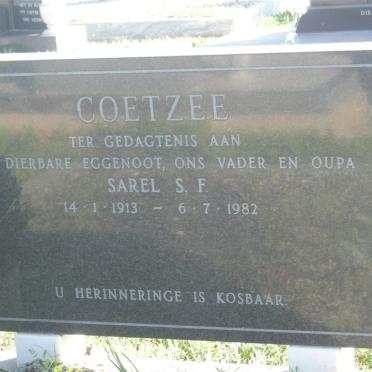 COETZEE
TER GEDAGTENIS AAN
DIERBARE EGGENOOT, ONS VADER EN OUPA
SAREL S. F.
14 · 1 · 1913 – 6 · 7 · 1982
U HERINNERINGE IS KOSBAAR.